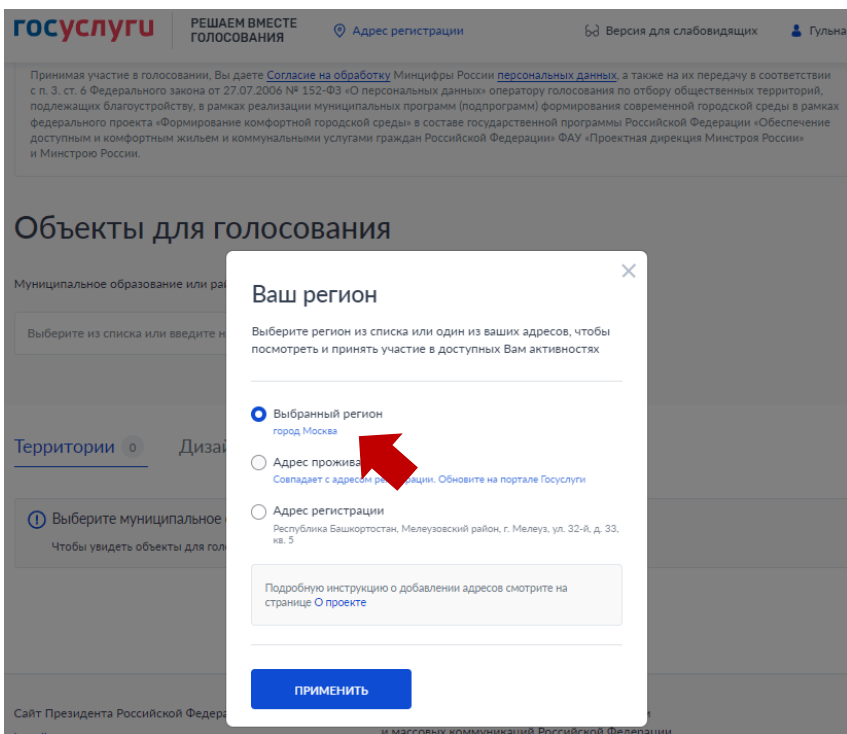 госуслуги
РЕШАЕМ ВМЕСТЕ
ГОЛОСОВАНИЯ
Адрес регистрации
Версия для слабовидящих
Гульна
Принимая участие в голосовании, Вы даете Согласие на обработку Минцифры России персональных данных, а также на их передачу в соответствии
с п. 3. ст. 6 Федерального закона от 27.07.2006 № 152-ФЗ «О персональных данных» оператору голосования по отбору общественных территорий,
подлежащих благоустройству, в рамках реализации муниципальных программ (подпрограмм) формирования современной городской среды в рамках
федерального проекта «Формирование комфортной городской среды» в составе государственной программы Российской Федерации «Обеспечение
доступным и комфортным жильем и коммунальными услугами граждан Российской Федерации» ФАУ «Проектная дирекция Минстроя России»
и Минстрою России.
Объекты для голосования
Муниципальное образование или рай
Выберите из списка или введите н
Территории 0
Дизай
Выберите муниципальное
Чтобы увидеть объекты для голо
Ваш регион
Выберите регион из списка или один из ваших адресов, чтобы
посмотреть и принять участие в доступных Вам активностях
Выбранный регион
город Москва
Адрес прожива
Совпадает с адресом рег рации. Обновите на портале Госуслуги
Адрес регистрации
Республика Башкортостан, Мелеузовский район, г. Мелеуз, ул. 32-й, д. 33,
кв. 5
Подробную инструкцию о добавлении адресов смотрите на
странице О проекте
ПРИМЕНИТЬ
Сайт Президента Российской Федера
и массовых коммуникаций Российской Федерации